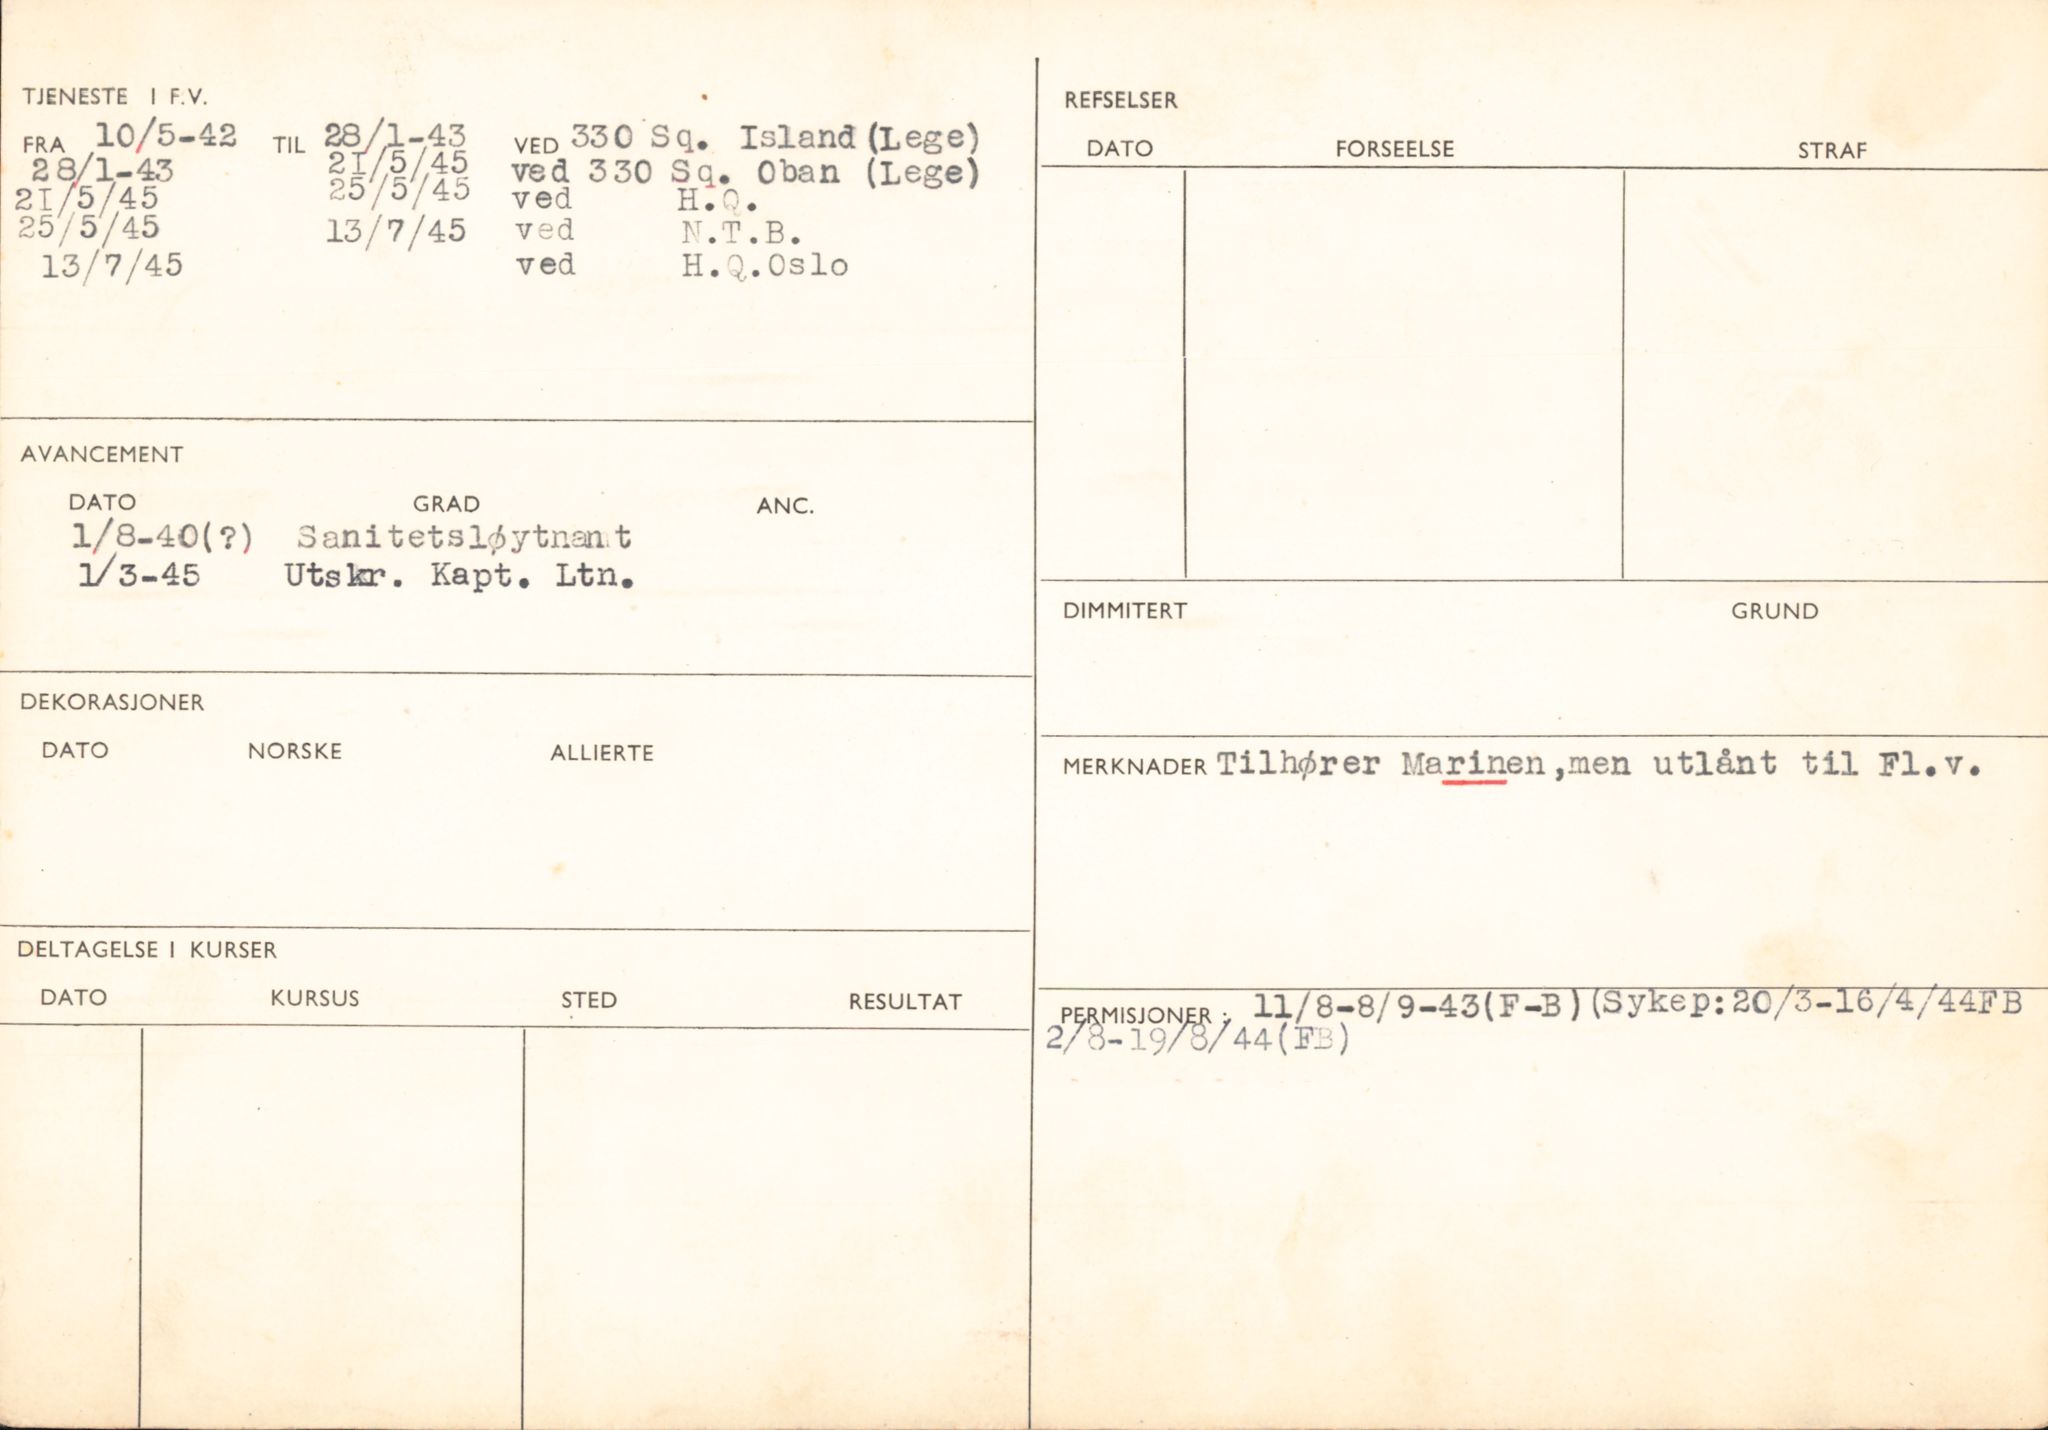 TJENESTE I F.V.
FRA 10/5-42 TIL 28/1-43 VED 330 Sq. Island (Lege)
28/1-43 21/5/45 ved 330 Sq. Oban (Lege)
21/5/45 25/5/45 ved H.Q.
25/5/45 13/7/45 ved N.T.B.
13/7/45 ved H.Q.Oslo
AVANCEMENT
DATO GRAD ANC.
1/8-40(?) Sanitetsløytnant
1/3-45 Utskr. Kapt. Ltn.
DEKORASJONER
DATO NORSKE ALLIERTE
DELTAGELSE I KURSER
DATO KURSUS STED RESULTAT
REFSELSER
DATO FORSEELSE STRAF
DIMMITERT GRUND
MERKNADER Tilhører Marinen,men utlånt til Fl.v.
PERMISJONER : 11/8-8/9-43(F-B)(Sykep:20/3-16/4/44FB
2/8-19/8/44(FB)